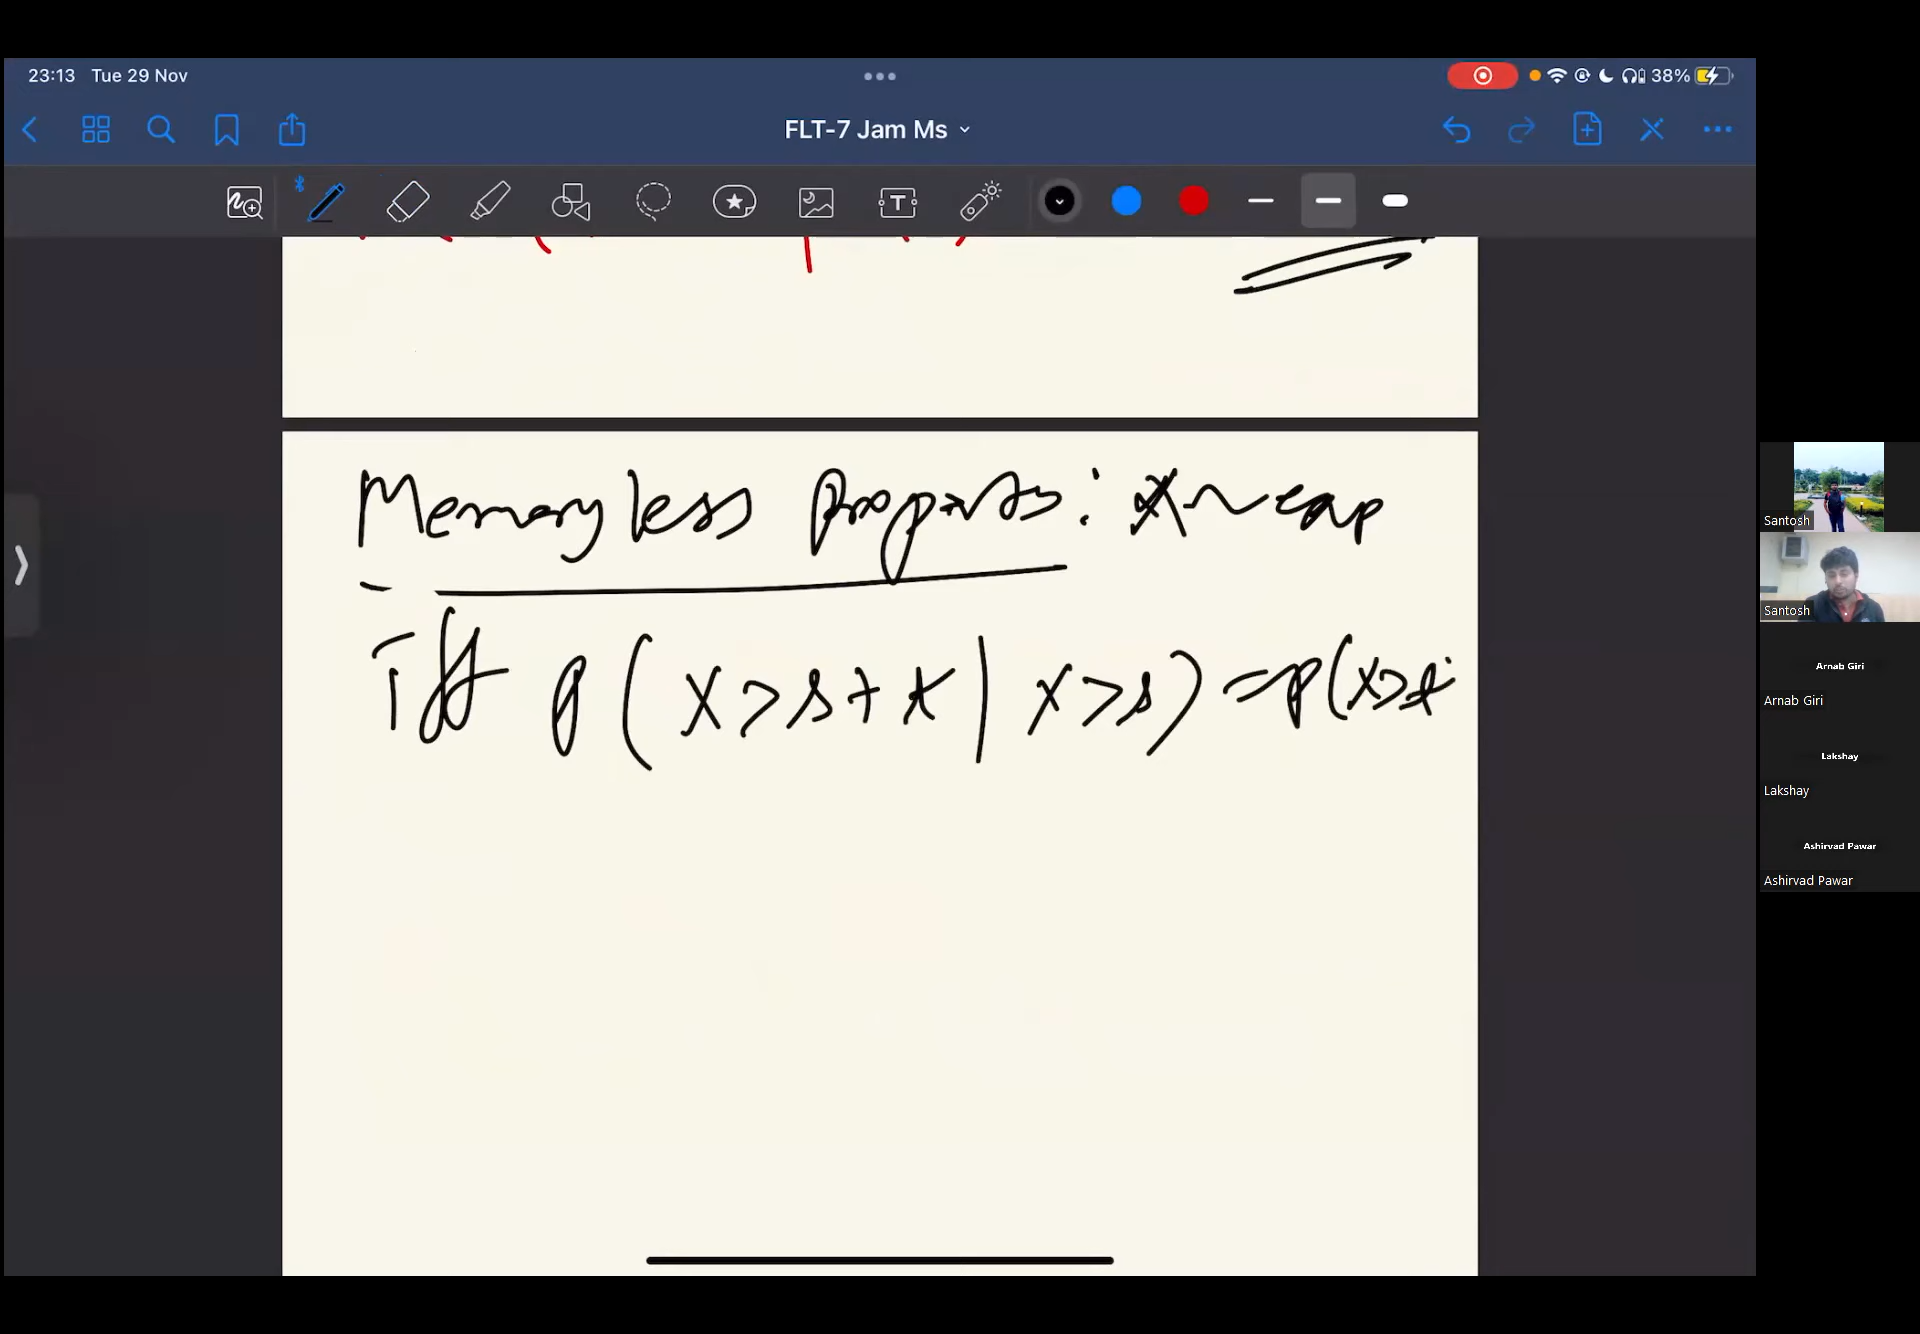 23:13 Tue 29 Nov
38%
FLT-7 Jam Ms
T
Memoryless Property: X ~ exp
iff P(X>s+t | X>s) = P(X>t
Santosh
Santosh
Arnab Giri
Arnab Giri
Lakshay
Lakshay
Ashirvad Pawar
Ashirvad Pawar